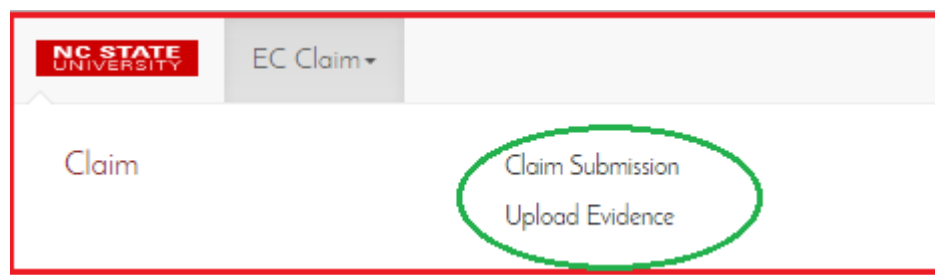 NC STATE
UNIVERSITY
EC Claim
Claim
Claim Submission
Upload Evidence